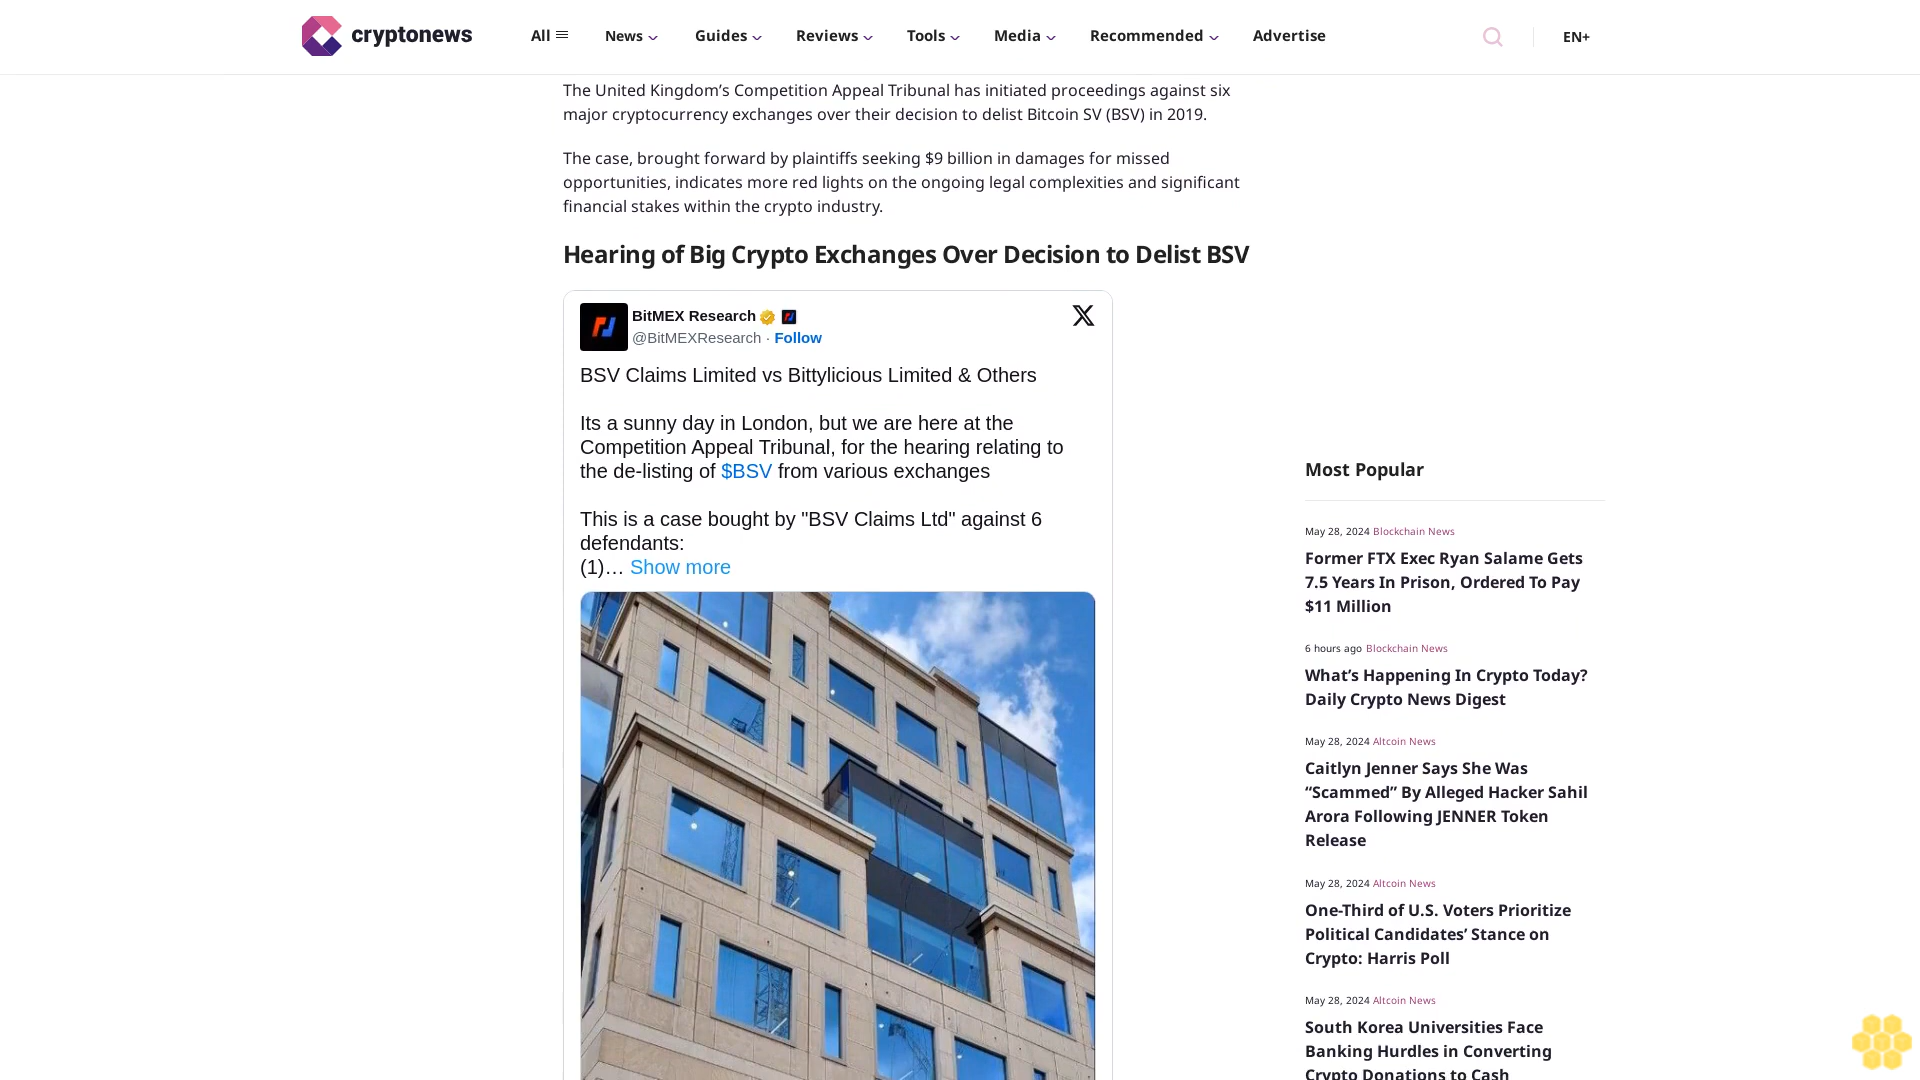 cryptonews
All
News
Guides
Reviews
Tools
Media
Recommended
Advertise
EN+
The United Kingdom’s Competition Appeal Tribunal has initiated proceedings against six
major cryptocurrency exchanges over their decision to delist Bitcoin SV (BSV) in 2019.
The case, brought forward by plaintiffs seeking $9 billion in damages for missed
opportunities, indicates more red lights on the ongoing legal complexities and significant
financial stakes within the crypto industry.
Hearing of Big Crypto Exchanges Over Decision to Delist BSV
BitMEX Research
@BitMEXResearch · Follow
BSV Claims Limited vs Bittylicious Limited & Others
Its a sunny day in London, but we are here at the
Competition Appeal Tribunal, for the hearing relating to
the de-listing of $BSV from various exchanges
This is a case bought by "BSV Claims Ltd" against 6
defendants:
(1)… Show more
Most Popular
May 28, 2024 Blockchain News
Former FTX Exec Ryan Salame Gets
7.5 Years In Prison, Ordered To Pay
$11 Million
6 hours ago Blockchain News
What’s Happening In Crypto Today?
Daily Crypto News Digest
May 28, 2024 Altcoin News
Caitlyn Jenner Says She Was
“Scammed” By Alleged Hacker Sahil
Arora Following JENNER Token
Release
May 28, 2024 Altcoin News
One-Third of U.S. Voters Prioritize
Political Candidates’ Stance on
Crypto: Harris Poll
May 28, 2024 Altcoin News
South Korea Universities Face
Banking Hurdles in Converting
Crypto Donations to Cash